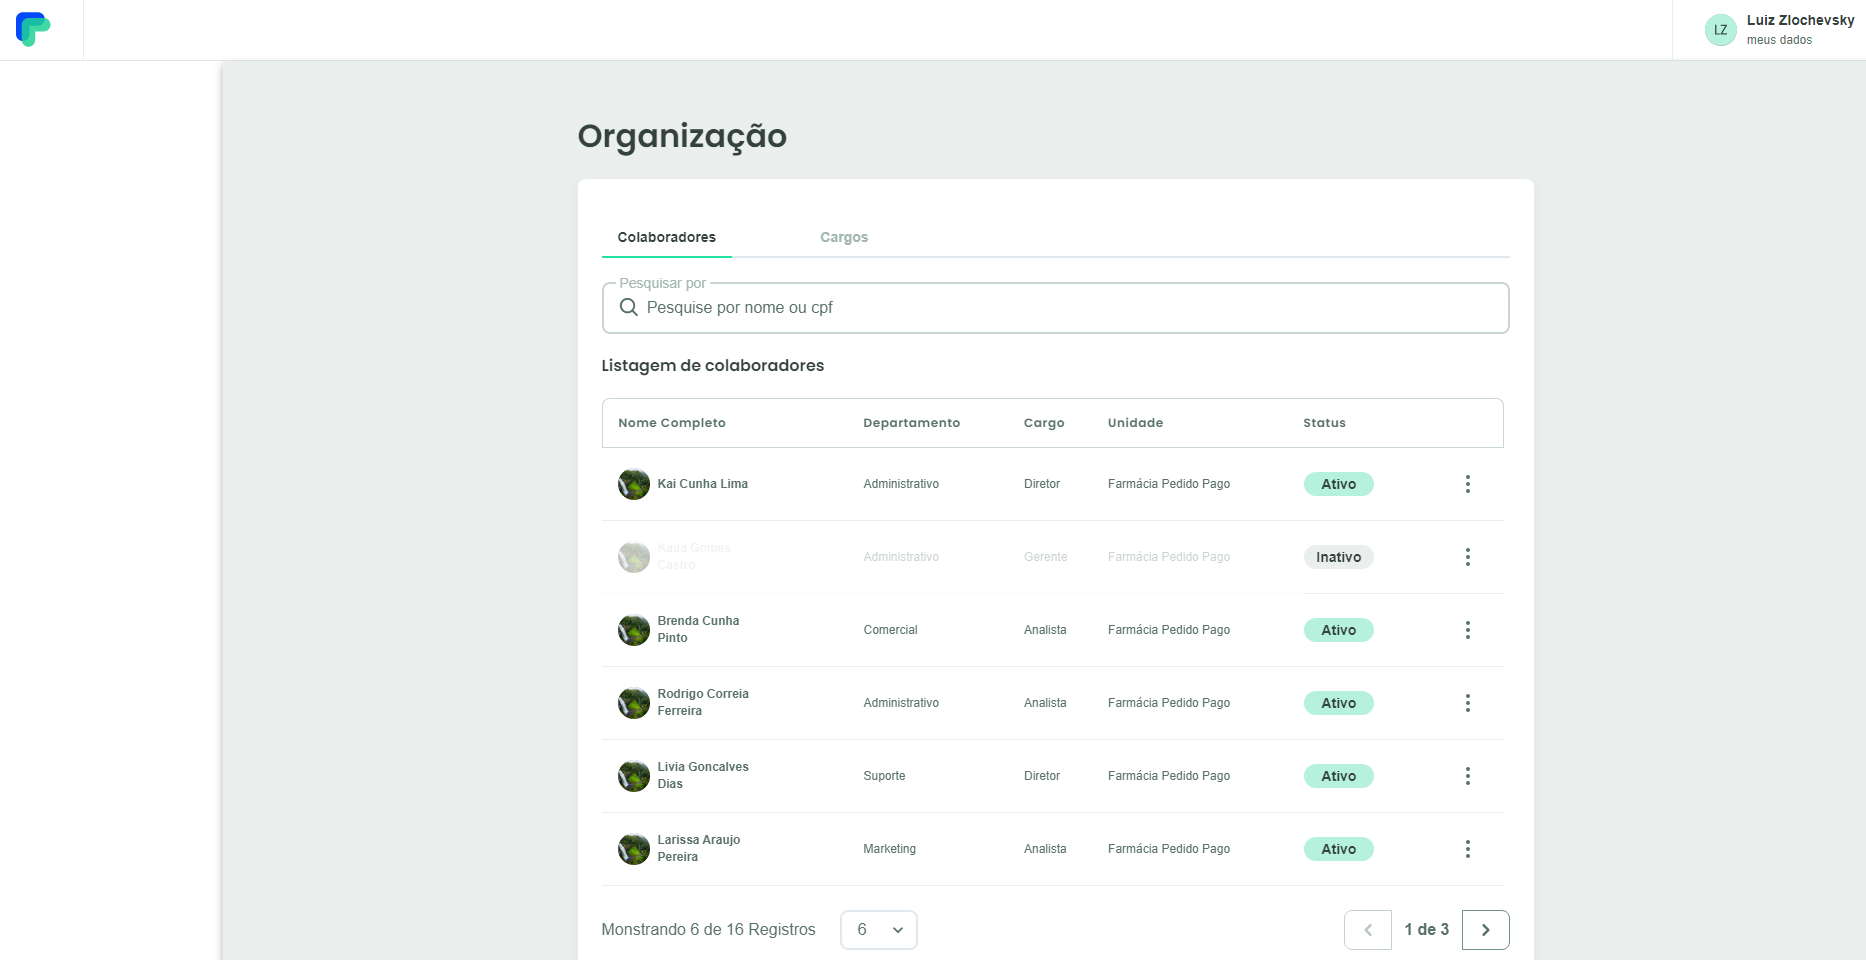 LZ
Luiz Zlochevsky
meus dados
Organização
Colaboradores
Cargos
Pesquisar por
Pesquise por nome ou cpf
Listagem de colaboradores
Nome Completo Departamento Cargo Unidade Status
Kai Cunha Lima Administrativo Diretor Farmácia Pedido Pago Ativo
Kaua Gomes
Castro
Administrativo Gerente Farmácia Pedido Pago Inativo
Brenda Cunha
Pinto
Comercial Analista Farmácia Pedido Pago Ativo
Rodrigo Correia
Ferreira
Administrativo Analista Farmácia Pedido Pago Ativo
Livia Goncalves
Dias
Suporte Diretor Farmácia Pedido Pago Ativo
Larissa Araujo
Pereira
Marketing Analista Farmácia Pedido Pago Ativo
Monstrando 6 de 16 Registros
6
1 de 3